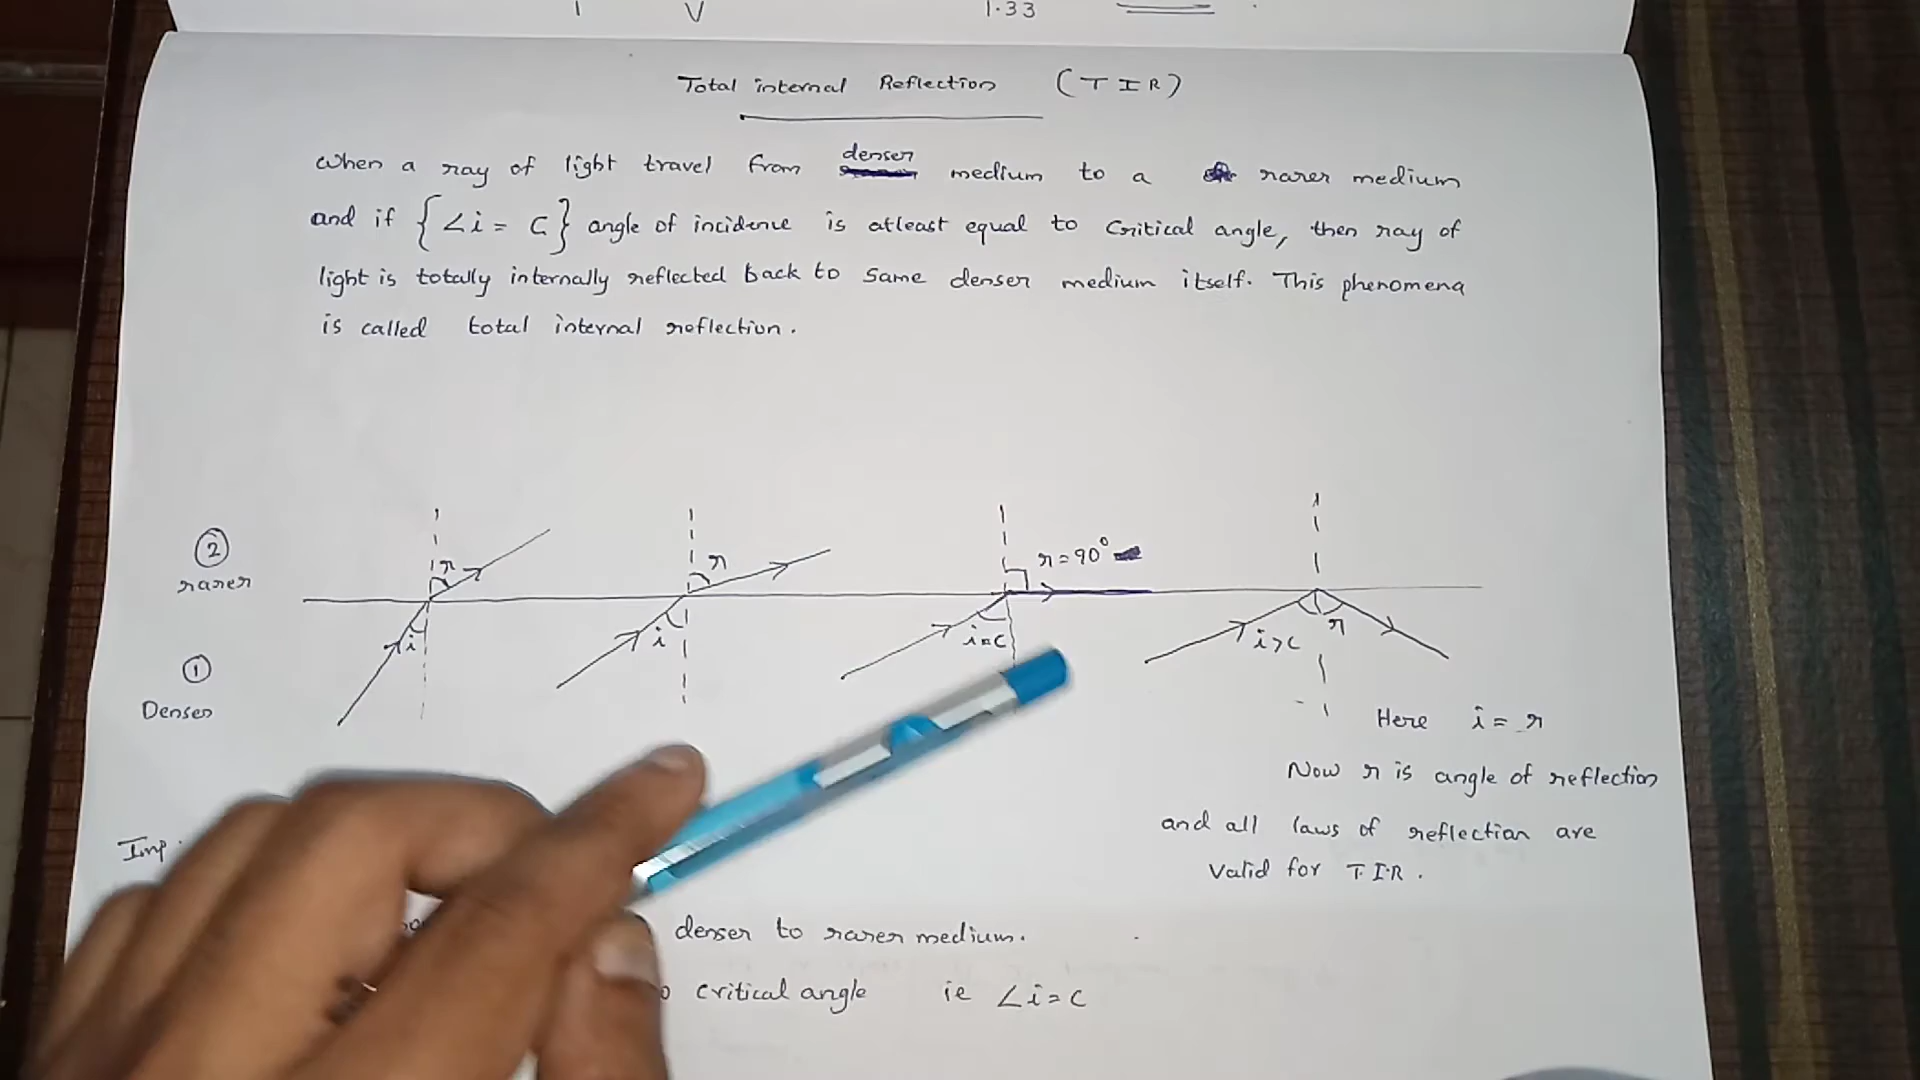 1 V 1.33
Total internal Reflection (TIR)
When a ray of light travel from denser medium to a rarer medium
and if {∠i = C} angle of incidence is atleast equal to critical angle, then ray of
light is totally internally reflected back to same denser medium itself. This phenomena
is called total internal reflection.
② rarer
r
r
r=90°
① Denser
i
i
i=C
i>C
r
Here i = r
Now r is angle of reflection
and all laws of reflection are
Valid for T.I.R.
Imp.
denser to rarer medium.
critical angle ie ∠i=C